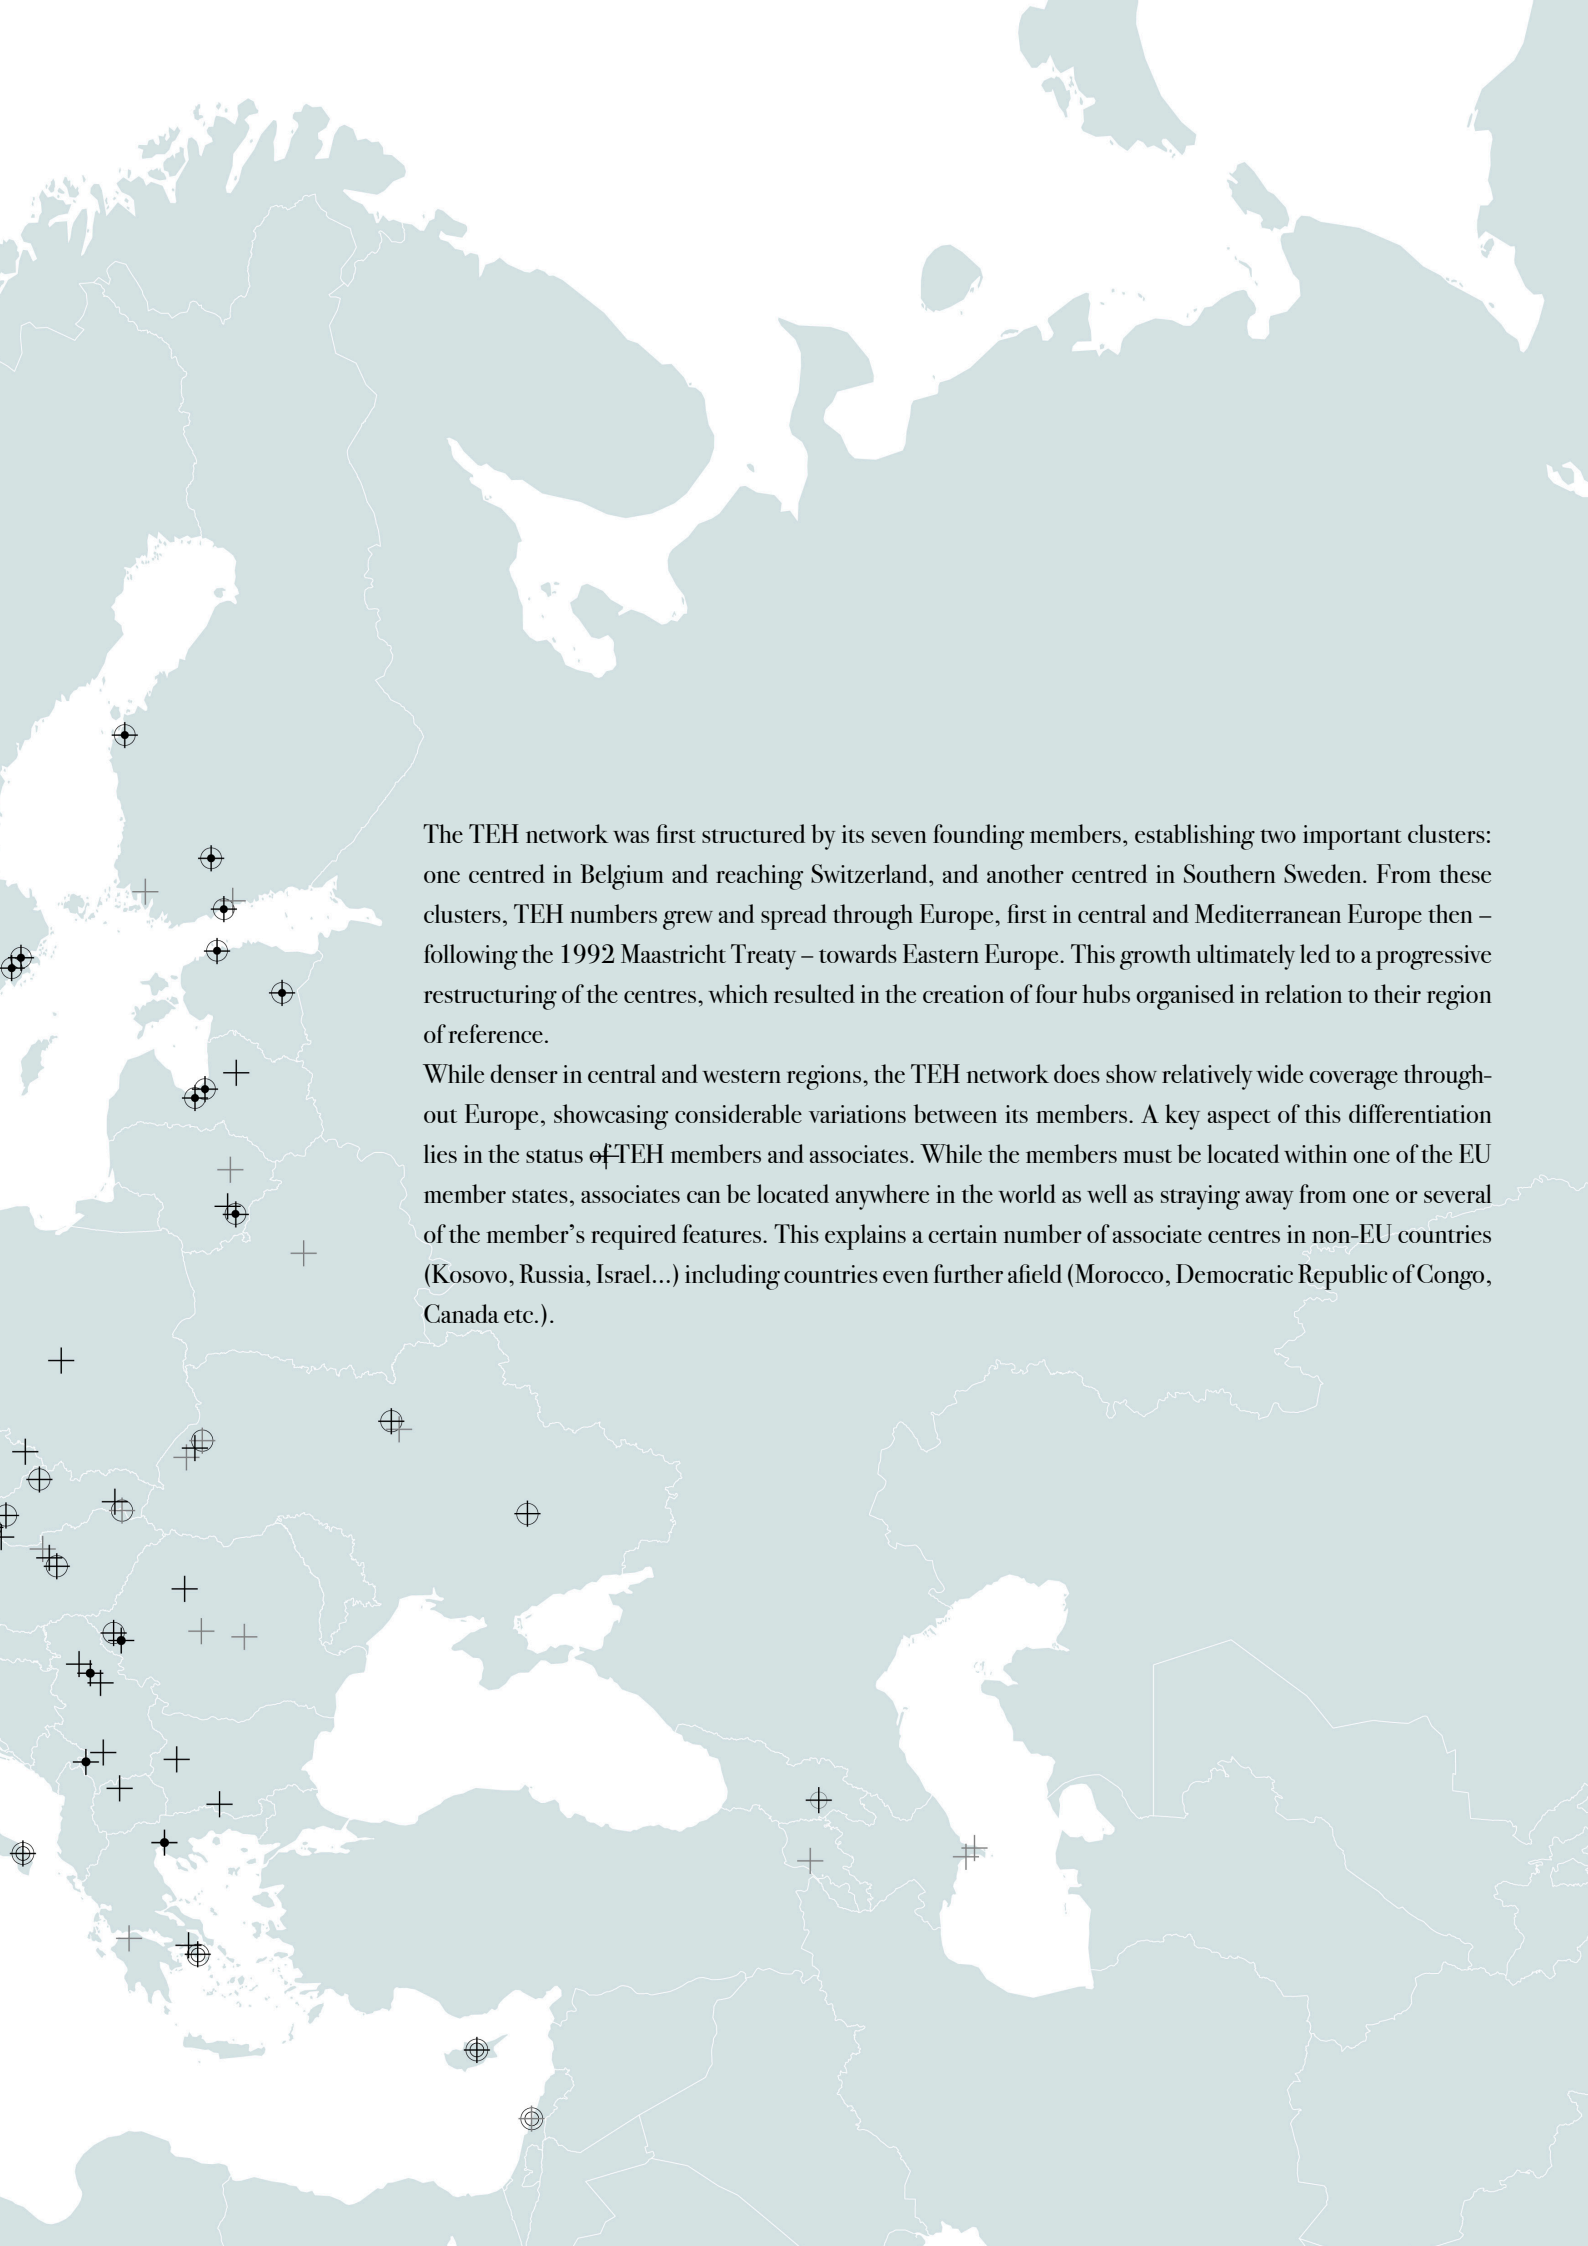 The TEH network was first structured by its seven founding members, establishing two important clusters:
one centred in Belgium and reaching Switzerland, and another centred in Southern Sweden. From these
clusters, TEH numbers grew and spread through Europe, first in central and Mediterranean Europe then –
following the 1992 Maastricht Treaty – towards Eastern Europe. This growth ultimately led to a progressive
restructuring of the centres, which resulted in the creation of four hubs organised in relation to their region
of reference.
While denser in central and western regions, the TEH network does show relatively wide coverage through-
out Europe, showcasing considerable variations between its members. A key aspect of this differentiation
lies in the status of TEH members and associates. While the members must be located within one of the EU
member states, associates can be located anywhere in the world as well as straying away from one or several
of the member’s required features. This explains a certain number of associate centres in non-EU countries
(Kosovo, Russia, Israel...) including countries even further afield (Morocco, Democratic Republic of Congo,
Canada etc.).